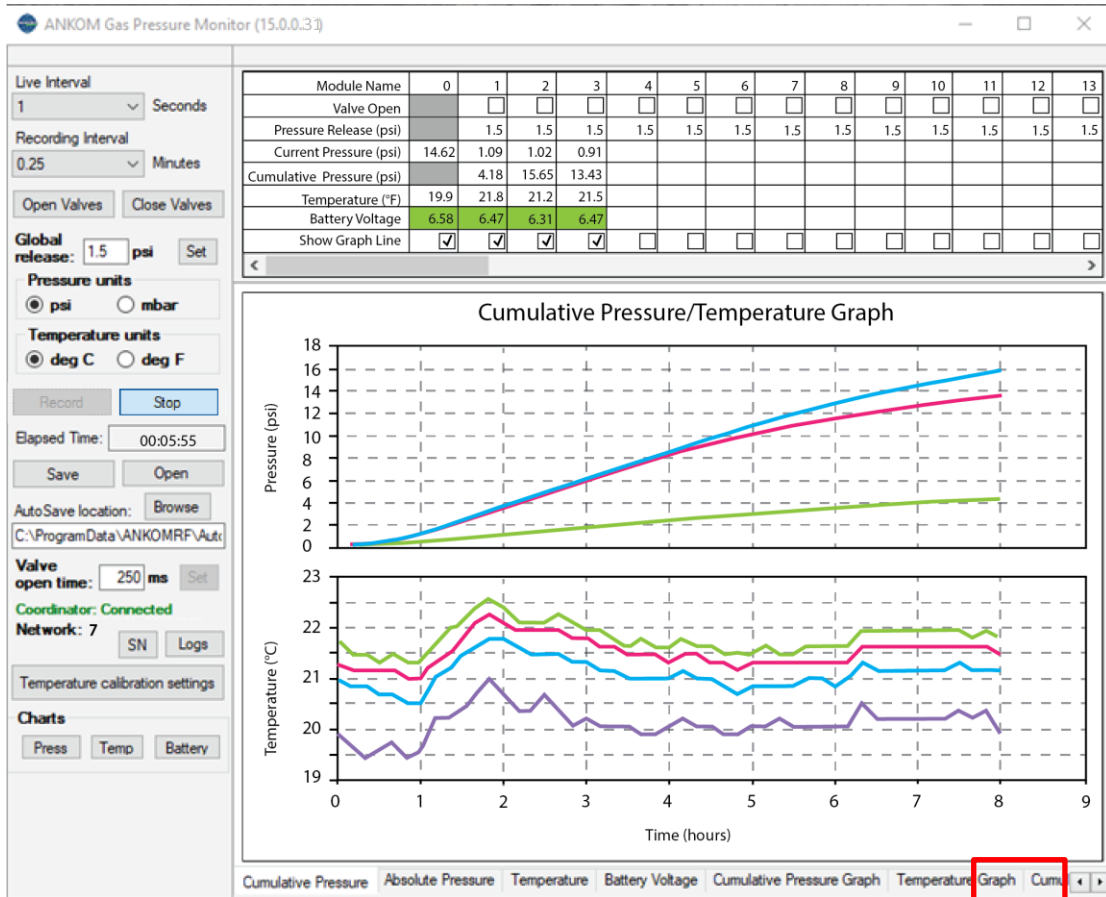 ANKOM Gas Pressure Monitor (15.0.0.31)
Live Interval
1 Seconds
Recording Interval
0.25 Minutes
Open Valves Close Valves
Global release: 1.5 psi Set
Pressure units
psi mbar
Temperature units
deg C deg F
Record Stop
Elapsed Time: 00:05:55
Save Open
AutoSave location: Browse
C:\ProgramData\ANKOMRF\Auto
Valve open time: 250 ms Set
Coordinator: Connected
Network: 7
SN Logs
Temperature calibration settings
Charts
Press Temp Battery
Module Name 0 1 2 3 4 5 6 7 8 9 10 11 12 13
Valve Open
Pressure Release (psi) 1.5 1.5 1.5 1.5 1.5 1.5 1.5 1.5 1.5 1.5 1.5 1.5 1.5
Current Pressure (psi) 14.62 1.09 1.02 0.91
Cumulative Pressure (psi) 4.18 15.65 13.43
Temperature (°F) 19.9 21.8 21.2 21.5
Battery Voltage 6.58 6.47 6.31 6.47
Show Graph Line
Cumulative Pressure/Temperature Graph
Pressure (psi)
18
16
14
12
10
8
6
4
2
0
Temperature (°C)
23
22
21
20
19
0 1 2 3 4 5 6 7 8 9
Time (hours)
Cumulative Pressure Absolute Pressure Temperature Battery Voltage Cumulative Pressure Graph Temperature Graph Cumu